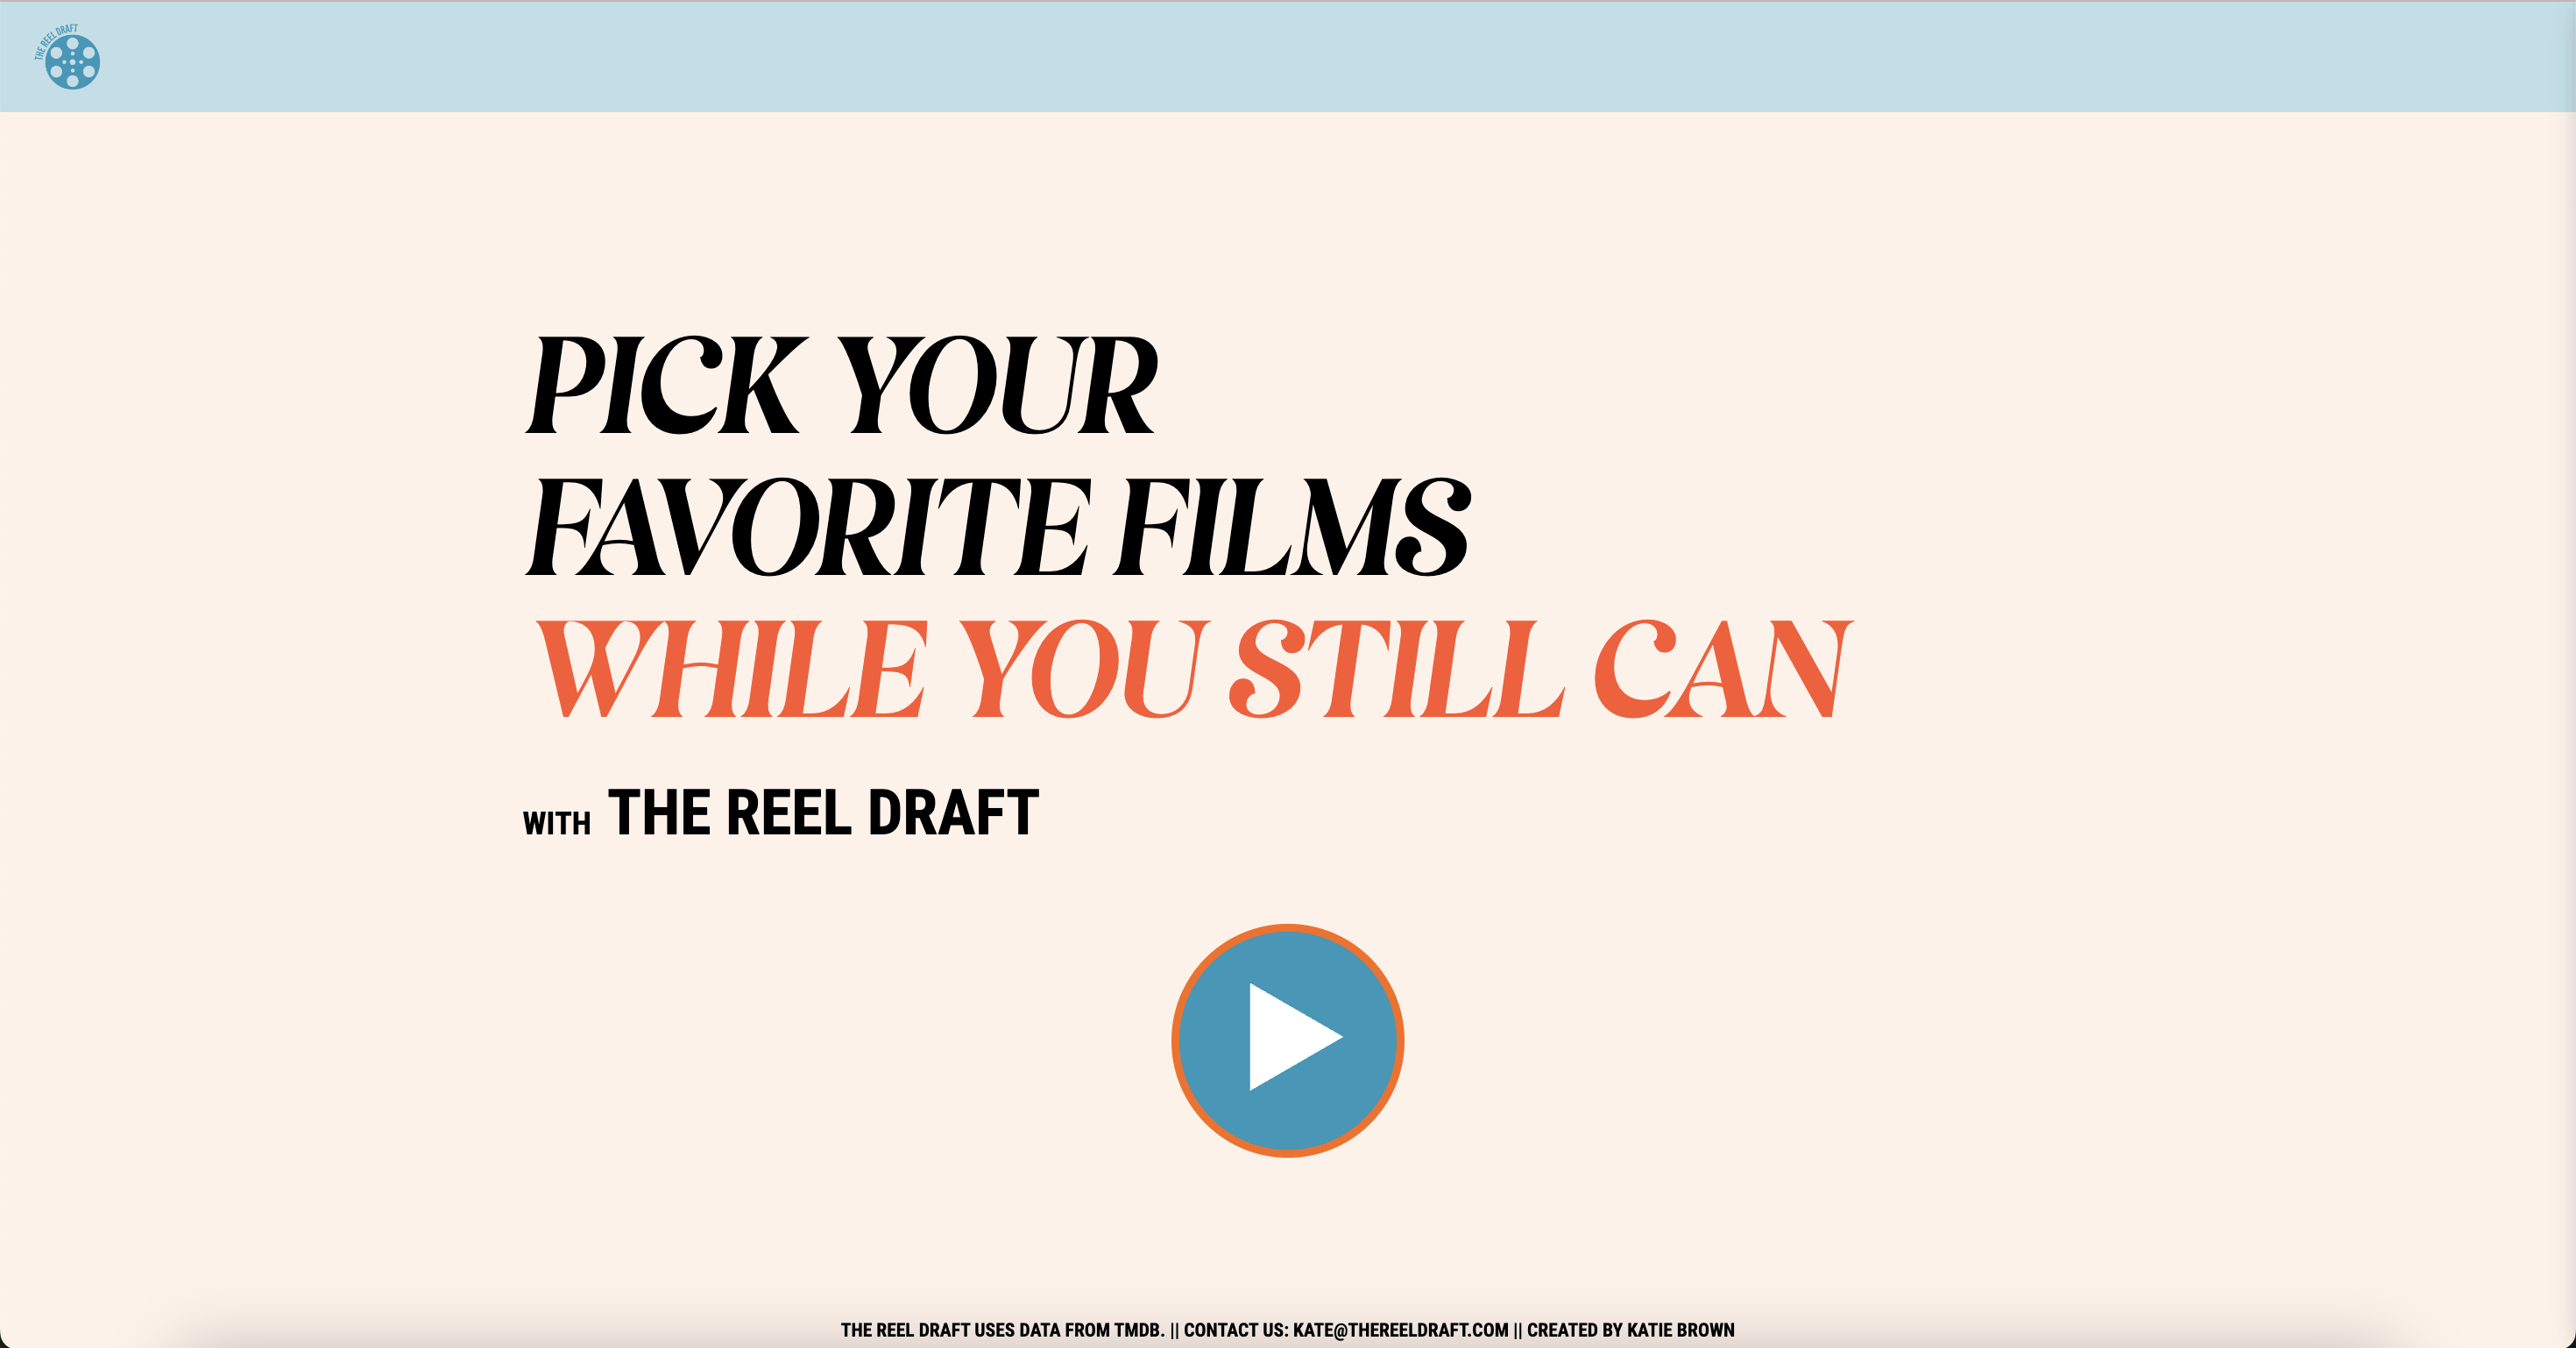 THE REEL DRAFT
PICK YOUR
FAVORITE FILMS
WHILE YOU STILL CAN
WITH THE REEL DRAFT
THE REEL DRAFT USES DATA FROM TMDB. || CONTACT US: KATE@THEREELDRAFT.COM || CREATED BY KATIE BROWN